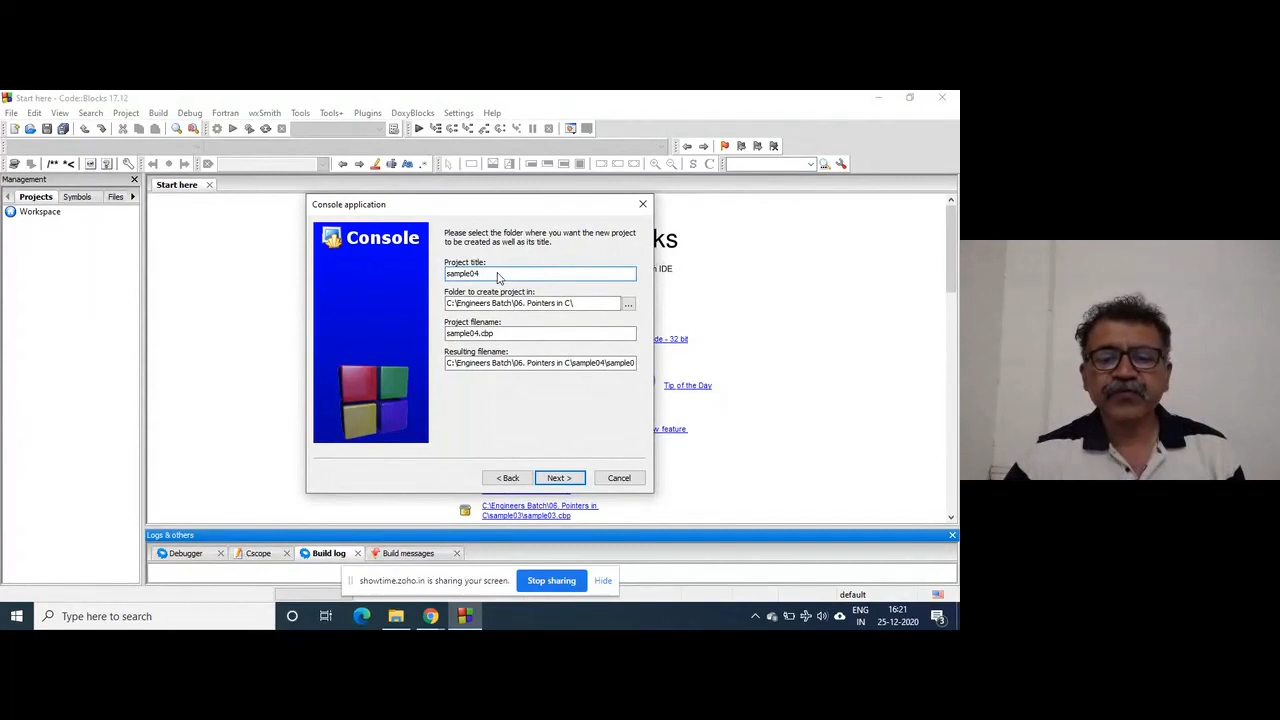 Start here - Code::Blocks 17.12
File Edit View Search Project Build Debug Fortran wxSmith Tools Tools+ Plugins DoxyBlocks Settings Help
/** *<
S C
Management
Projects Symbols Files
Workspace
Start here
Console application
Console
Please select the folder where you want the new project
to be created as well as its title.
Project title:
sample04
Folder to create project in:
C:\Engineers Batch\06. Pointers in C\
...
Project filename:
sample04.cbp
Resulting filename:
C:\Engineers Batch\06. Pointers in C\sample04\sample0
< Back Next > Cancel
ks
n IDE
de - 32 bit
Tip of the Day
feature
C:\Engineers Batch\06. Pointers in
C\sample03\sample03.cbp
Logs & others
Debugger Cscope Build log Build messages
showtime.zoho.in is sharing your screen. Stop sharing Hide
default
Type here to search
ENG
IN
16:21
25-12-2020
3